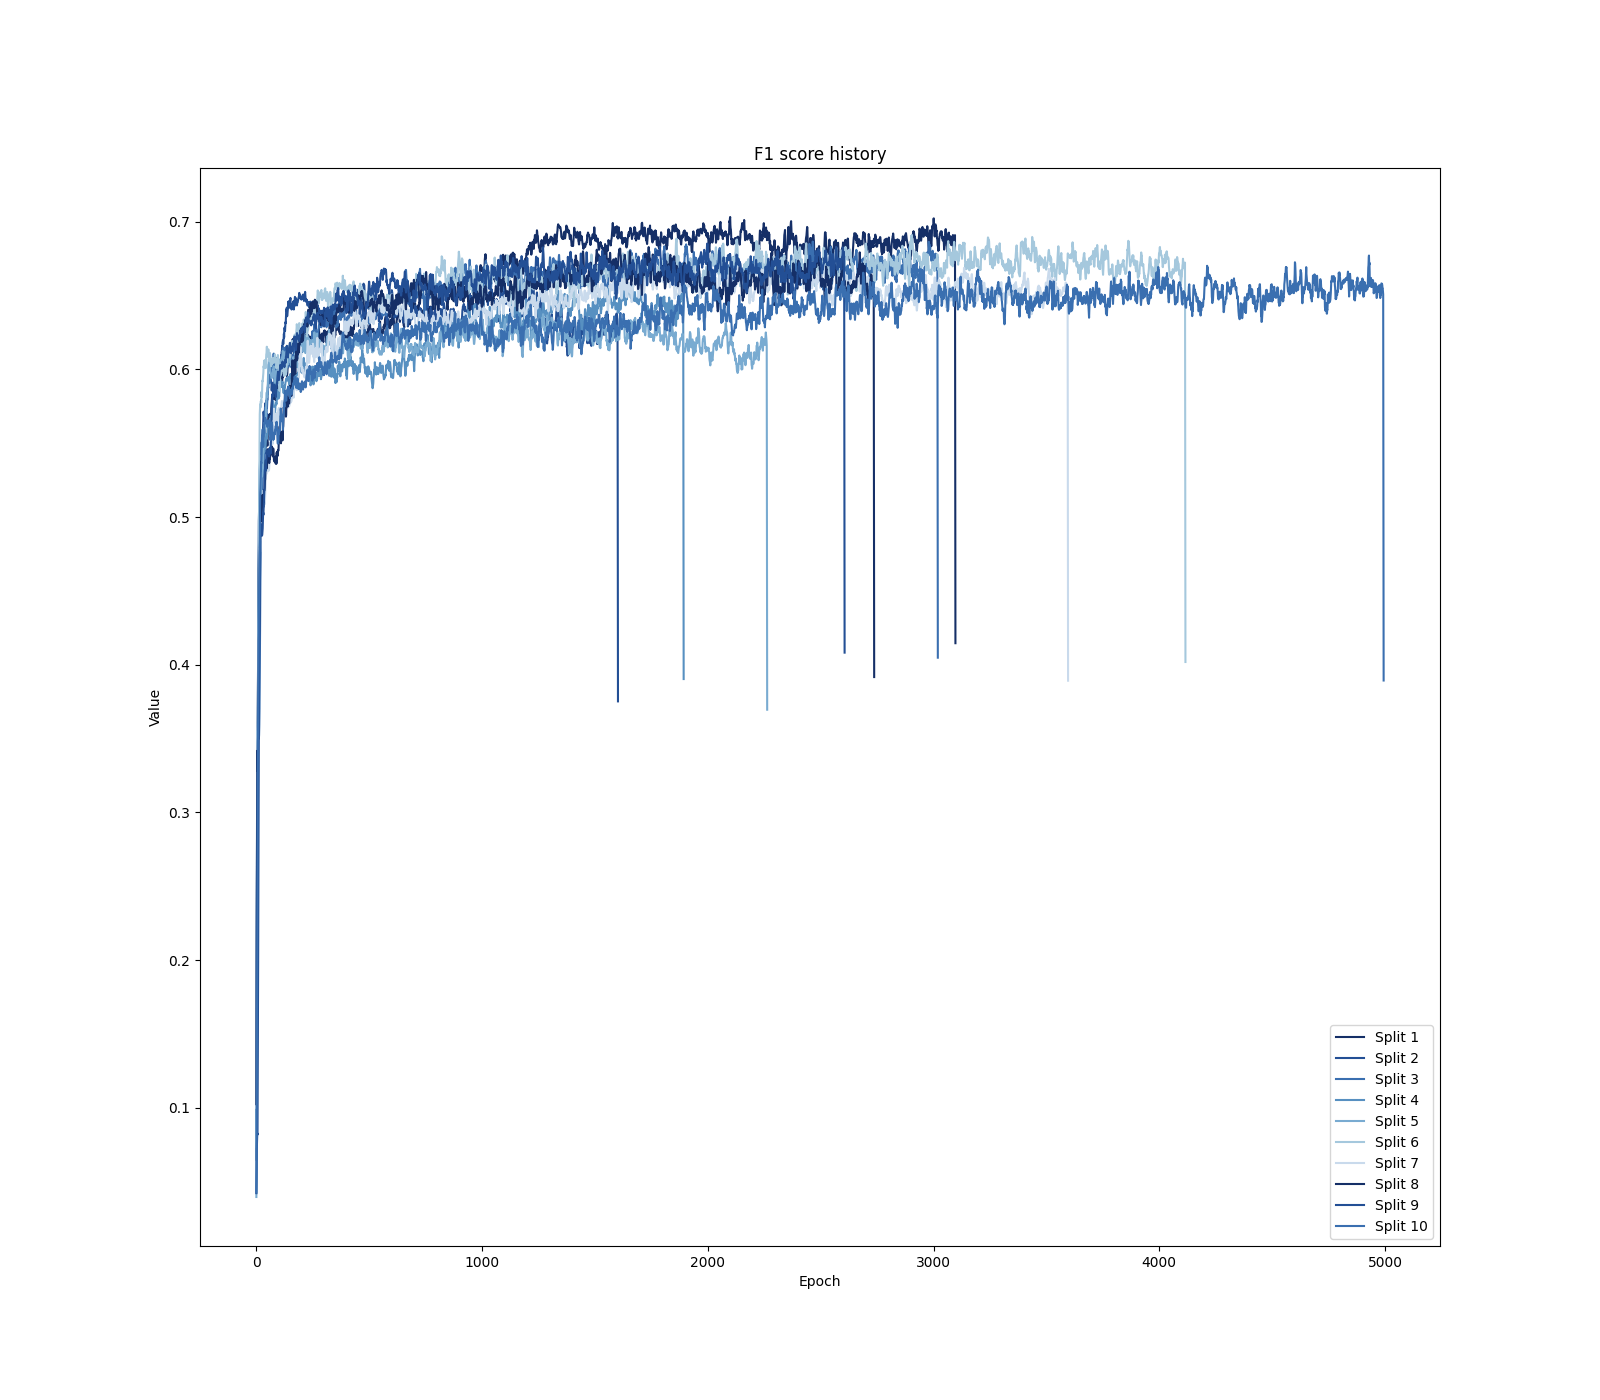 F1 score history
0.7
0.6
0.5
0.4
0.3
0.2
0.1
Value
0 1000 2000 3000 4000 5000
Epoch
Split 1
Split 2
Split 3
Split 4
Split 5
Split 6
Split 7
Split 8
Split 9
Split 10